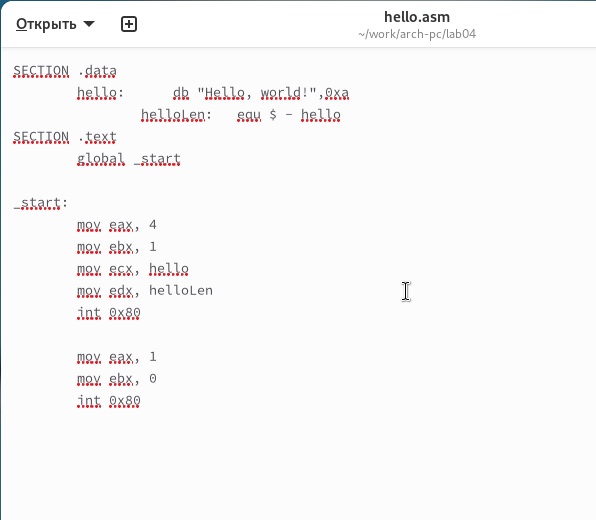 Открыть
hello.asm
~/work/arch-pc/lab04
SECTION .data
hello: db "Hello, world!",0xa
helloLen: equ $ - hello
SECTION .text
global _start
_start:
mov eax, 4
mov ebx, 1
mov ecx, hello
mov edx, helloLen
int 0x80
mov eax, 1
mov ebx, 0
int 0x80